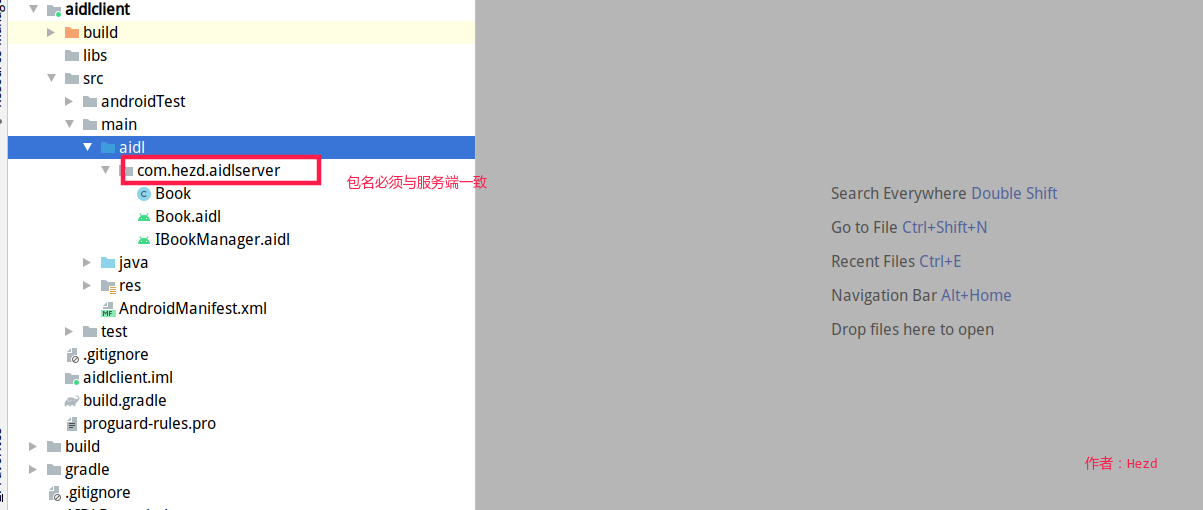 aidlclient
build
libs
src
androidTest
main
aidl
com.hezd.aidlserver
包名必须与服务端一致
Book
Book.aidl
IBookManager.aidl
java
res
AndroidManifest.xml
test
.gitignore
aidlclient.iml
build.gradle
proguard-rules.pro
build
gradle
.gitignore
Search Everywhere Double Shift
Go to File Ctrl+Shift+N
Recent Files Ctrl+E
Navigation Bar Alt+Home
Drop files here to open
作者：Hezd